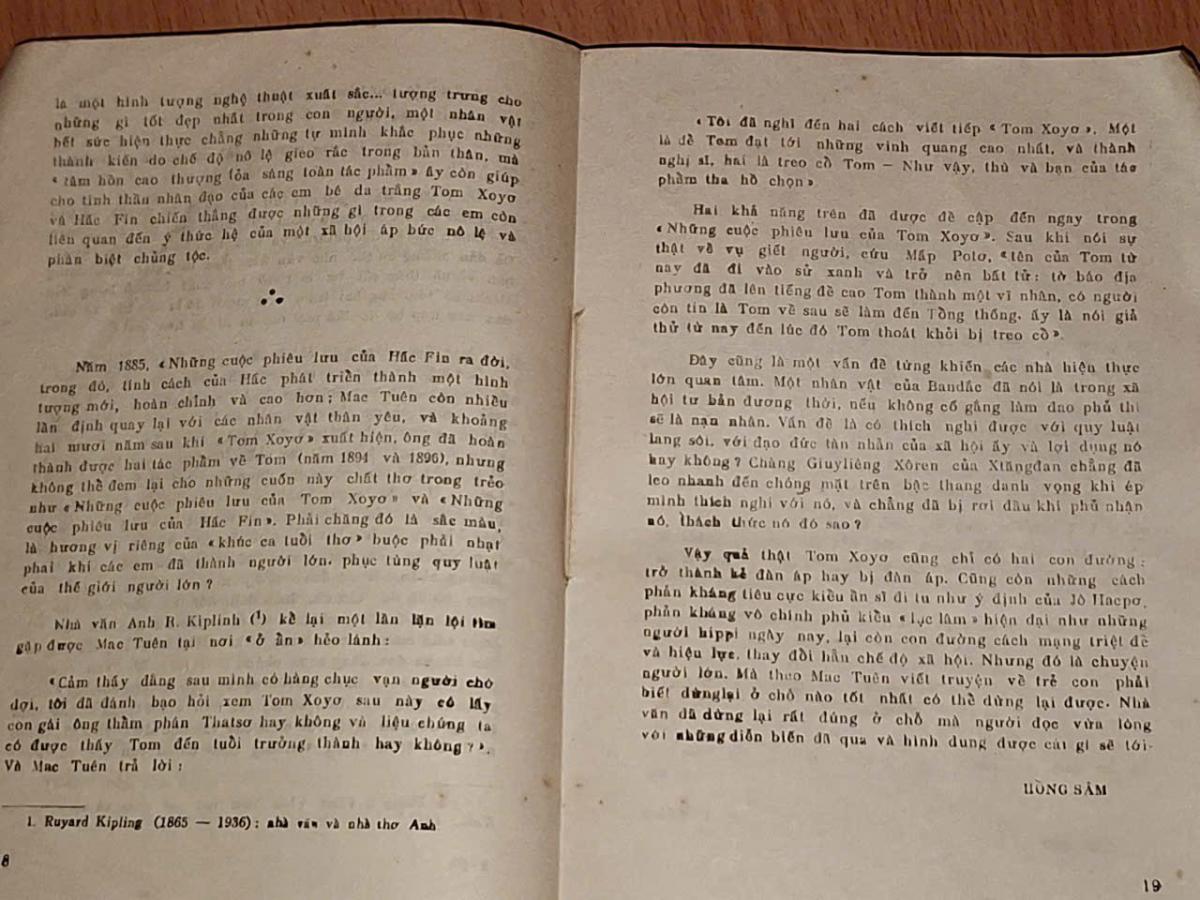 là một hình tượng nghệ thuật xuất sắc... tượng trưng cho
những gì tốt đẹp nhất trong con người, một nhân vật
hết sức hiện thực chẳng những tự mình khắc phục những
thành kiến do chế độ nô lệ gieo rắc trong bản thân, mà
« tâm hồn cao thượng tỏa sáng toàn tác phẩm » ấy còn giúp
cho tinh thần nhân đạo của các em bé da trắng Tom Xoyơ
và Hắc Fin chiến thắng được những gì trong các em còn
liên quan đến ý thức hệ của một xã hội áp bức nô lệ và
phân biệt chủng tộc.
Năm 1885, «Những cuộc phiêu lưu của Hắc Fin ra đời,
trong đó, tính cách của Hắc phát triển thành một hình
tượng mới, hoàn chỉnh và cao hơn; Mac Tuên còn nhiều
lần định quay lại với các nhân vật thân yêu, và khoảng
hai mươi năm sau khi «Tom Xoyơ» xuất hiện, ông đã hoàn
thành được hai tác phẩm về Tom (năm 1894 và 1896), nhưng
không thể đem lại cho những cuốn này chất thơ trong trẻo
như «Những cuộc phiêu lưu của Tom Xoyơ» và «Những
cuộc phiêu lưu của Hắc Fin». Phải chăng đó là sắc màu,
là hương vị riêng của «khúc ca tuổi thơ» buộc phải nhạt
phai khi các em đã thành người lớn, phục tùng quy luật
của thế giới người lớn ?
Nhà văn Anh R. Kiplinh (1) kể lại một lần lặn lội tìm
gặp được Mac Tuên tại nơi «ở ẩn» hẻo lánh :
«Cảm thấy đằng sau mình có hàng chục vạn người chờ
đợi, tôi đã đánh bạo hỏi xem Tom Xoyơ sau này có lấy
con gái ông thẩm phán Thatsơ hay không và liệu chúng ta
có được thấy Tom đến tuổi trưởng thành hay không?».
Và Mac Tuên trả lời :
1. Ruyard Kipling (1865 — 1936) : nhà văn và nhà thơ Anh
8
«Tôi đã nghĩ đến hai cách viết tiếp « Tom Xoyơ ». Một
là để Tom đạt tới những vinh quang cao nhất, và thành
nghị sĩ, hai là treo cổ Tom — Như vậy, thù và bạn của tác
phẩm tha hồ chọn»
Hai khả năng trên đã được đề cập đến ngay trong
«Những cuộc phiêu lưu của Tom Xoyơ». Sau khi nói sự
thật về vụ giết người, cứu Mấp Potơ, «tên của Tom từ
nay đã đi vào sử xanh và trở nên bất tử: tờ báo địa
phương đã lên tiếng đề cao Tom thành một vĩ nhân, có người
còn tin là Tom về sau sẽ làm đến Tổng thống, ấy là nói giả
thử từ nay đến lúc đó Tom thoát khỏi bị treo cổ».
Đây cũng là một vấn đề từng khiến các nhà hiện thực
lớn quan tâm. Một nhân vật của Bandắc đã nói là trong xã
hội tư bản đương thời, nếu không cố gắng làm đao phủ thì
sẽ là nạn nhân. Vấn đề là có thích nghi được với quy luật
lang sói, với đạo đức tàn nhẫn của xã hội ấy và lợi dụng nó
hay không ? Chàng Giuyliêng Xôren của Xtăngđan chẳng đã
leo nhanh đến chóng mặt trên bậc thang danh vọng khi ép
mình thích nghi với nó, và chẳng đã bị rơi đầu khi phủ nhận
nó, thách thức nó đó sao ?
Vậy quả thật Tom Xoyơ cũng chỉ có hai con đường :
trở thành kẻ đàn áp hay bị đàn áp. Cũng còn những cách
phản kháng tiêu cực kiểu ẩn sĩ đi tu như ý định của Jô Hacpơ,
phản kháng vô chính phủ kiểu « lục lâm » hiện đại như những
người hippi ngày nay, lại còn con đường cách mạng triệt để
và hiệu lực, thay đổi hẳn chế độ xã hội. Nhưng đó là chuyện
người lớn. Mà theo Mac Tuên viết truyện về trẻ con phải
biết dừnglại ở chỗ nào tốt nhất có thể dừng lại được. Nhà
văn đã dừng lại rất đúng ở chỗ mà người đọc vừa lòng
với những diễn biến đã qua và hình dung được cái gì sẽ tới.
HỒNG SÂM
19